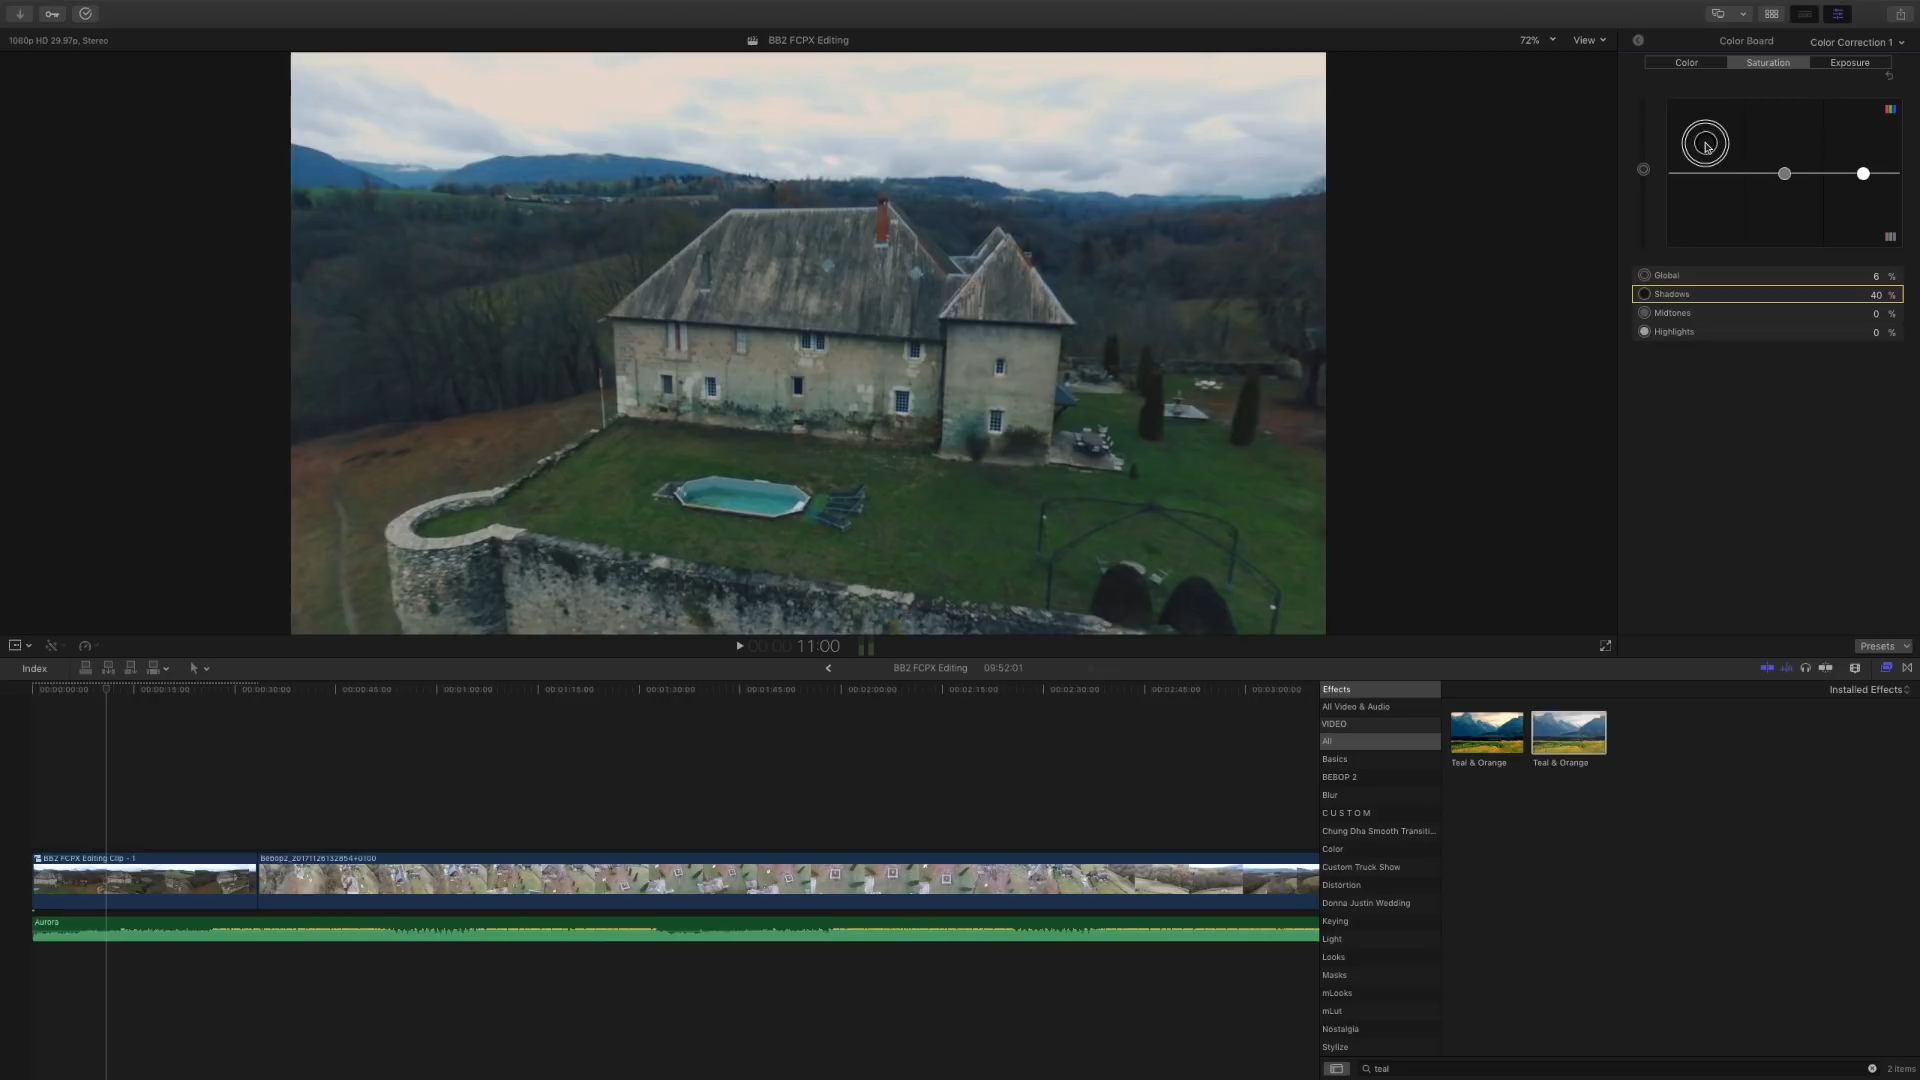 1080p HD 29.97p, Stereo
BB2 FCPX Editing
72%
View
Color Board
Color Correction 1
Color
Saturation
Exposure
Global
6 %
Shadows
40 %
Midtones
0 %
Highlights
0 %
00:00 11:00
Presets
Index
BB2 FCPX Editing
09:52:01
00:00:00:00
00:00:15:00
00:00:30:00
00:00:45:00
00:01:00:00
00:01:15:00
00:01:30:00
00:01:45:00
00:02:00:00
00:02:15:00
00:02:30:00
00:02:45:00
00:03:00:00
Effects
Installed Effects
All Video & Audio
VIDEO
All
Basics
BEBOP 2
Blur
CUSTOM
Chung Dha Smooth Transiti...
Color
Custom Truck Show
Distortion
Donna Justin Wedding
Keying
Light
Looks
Masks
mLooks
mLut
Nostalgia
Stylize
Teal & Orange
Teal & Orange
BB2 FCPX Editing Clip - 1
Bebop2_20171126132854+0100
Aurora
teal
2 items